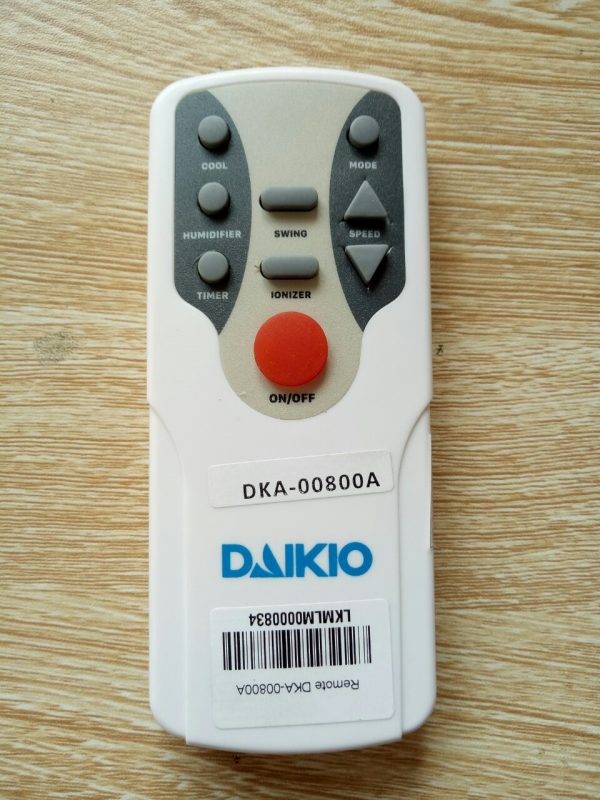 COOL
MODE
HUMIDIFIER
SWING
SPEED
TIMER
IONIZER
ON/OFF
DKA-00800A
DAIKIO
Remote DKA-00800A
LKMLM0000834